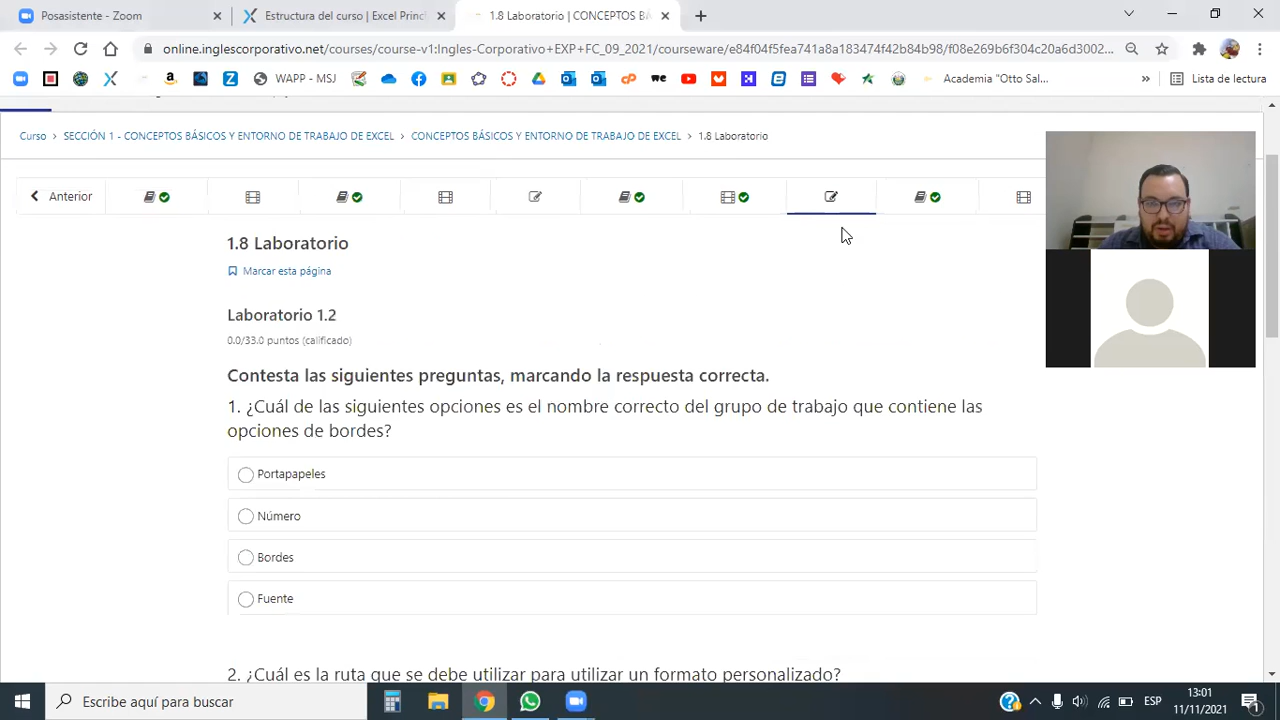 Posasistente - Zoom
Estructura del curso | Excel Princ
1.8 Laboratorio | CONCEPTOS BÁ
online.inglescorporativo.net/courses/course-v1:Ingles-Corporativo+EXP+FC_09_2021/courseware/e84f04f5fea741a8a183474f42b84b98/f08e269b6f304c20a6d3002...
WAPP - MSJ
Academia "Otto Sal...
Lista de lectura
Curso > SECCIÓN 1 - CONCEPTOS BÁSICOS Y ENTORNO DE TRABAJO DE EXCEL > CONCEPTOS BÁSICOS Y ENTORNO DE TRABAJO DE EXCEL > 1.8 Laboratorio
Anterior
1.8 Laboratorio
Marcar esta página
Laboratorio 1.2
0.0/33.0 puntos (calificado)
Contesta las siguientes preguntas, marcando la respuesta correcta.
1. ¿Cuál de las siguientes opciones es el nombre correcto del grupo de trabajo que contiene las
opciones de bordes?
Portapapeles
Número
Bordes
Fuente
2. ¿Cuál es la ruta que se debe utilizar para utilizar un formato personalizado?
Escribe aquí para buscar
ESP
13:01
11/11/2021